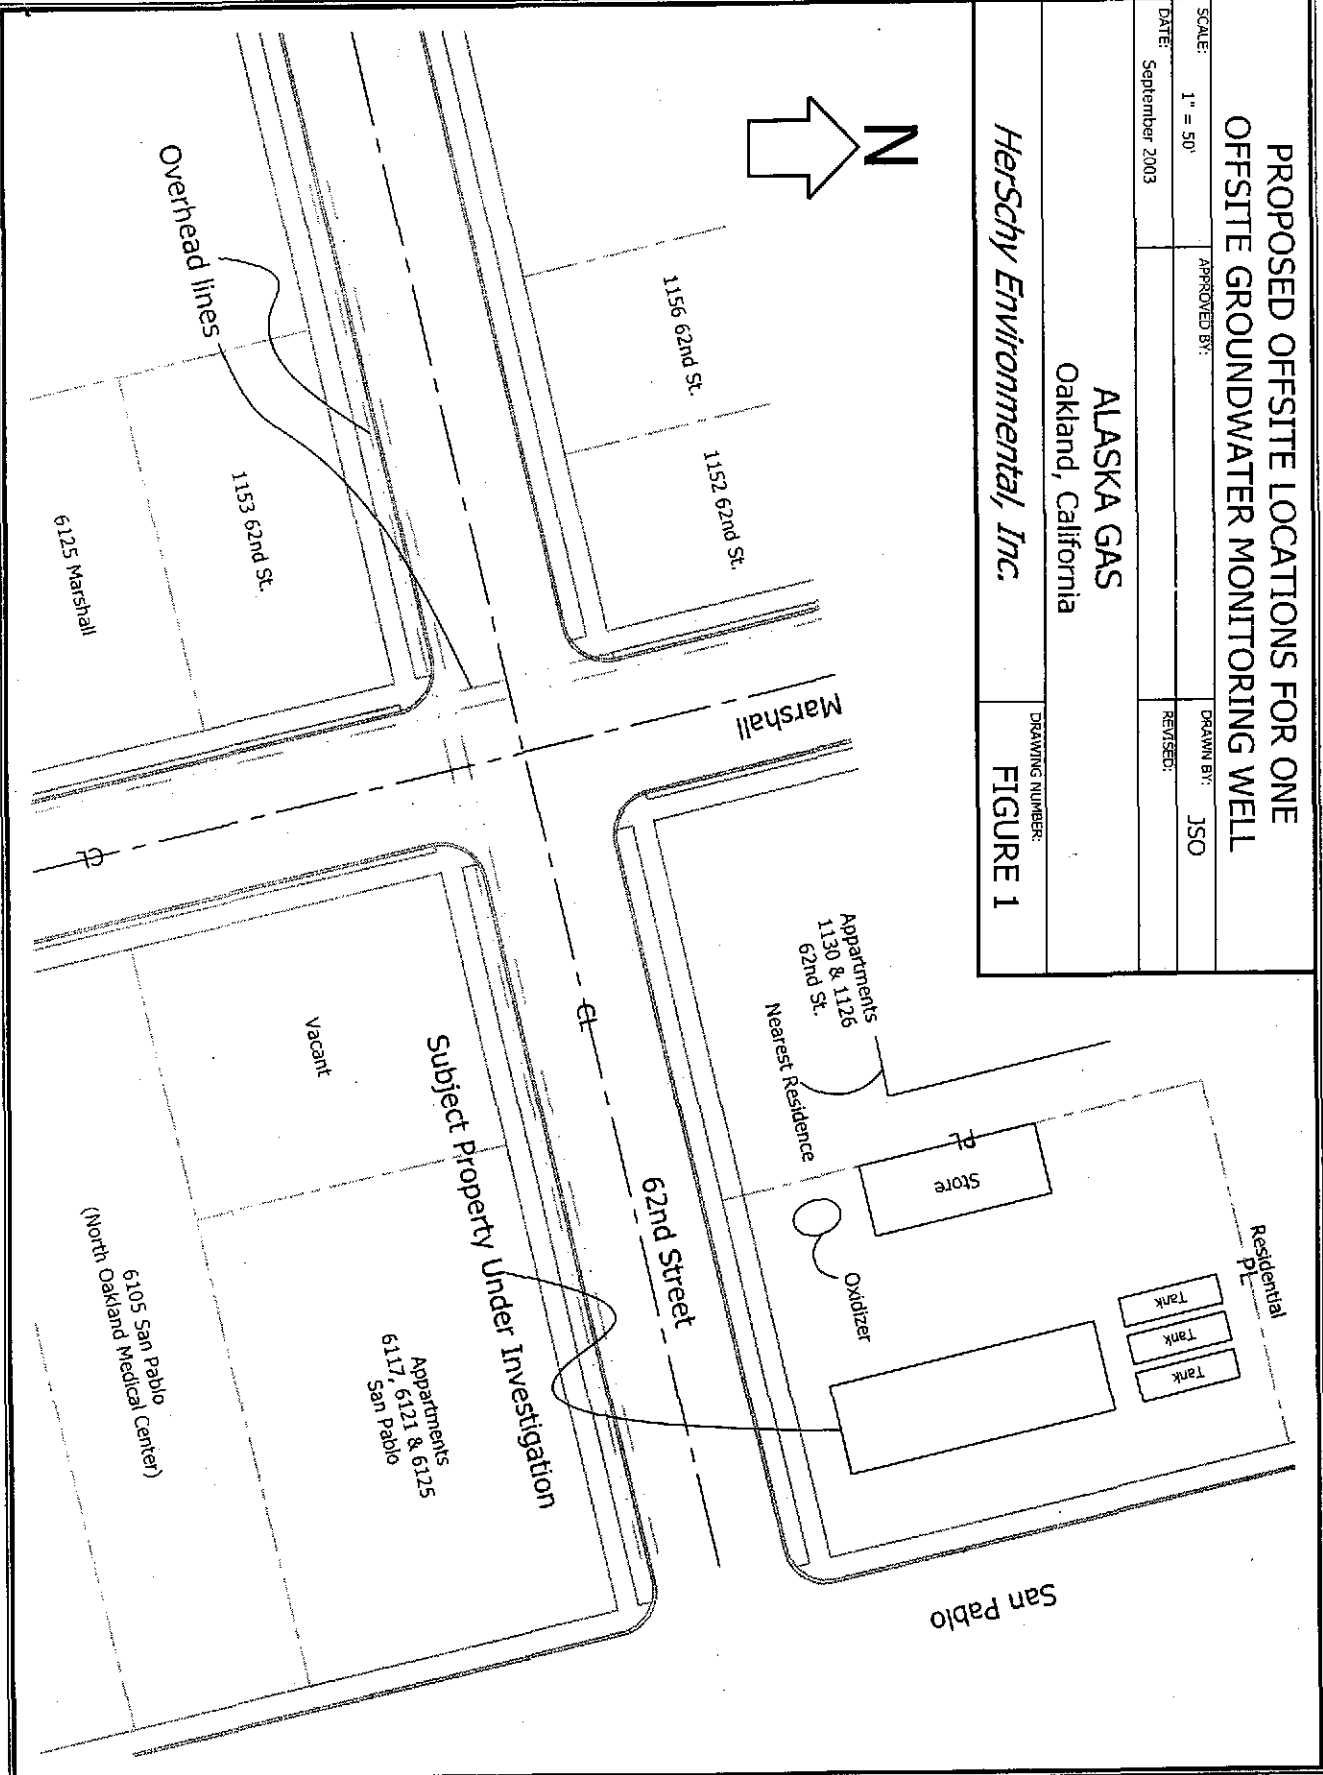 PROPOSED OFFSITE LOCATIONS FOR ONE
OFFSITE GROUNDWATER MONITORING WELL
SCALE: 1" = 50'
APPROVED BY:
DRAWN BY: JSO
DATE: September 2003
REVISED:
ALASKA GAS
Oakland, California
HerSchy Environmental, Inc.
DRAWING NUMBER:
FIGURE 1
N
1156 62nd St.
1152 62nd St.
Overhead lines
1153 62nd St.
6125 Marshall
Marshall
CL
CL
62nd Street
Appartments
1130 & 1126
62nd St.
Nearest Residence
PL
Store
Oxidizer
Residential
PL
Tank
Tank
Tank
San Pablo
Subject Property Under Investigation
Vacant
Appartments
6117, 6121 & 6125
San Pablo
6105 San Pablo
(North Oakland Medical Center)